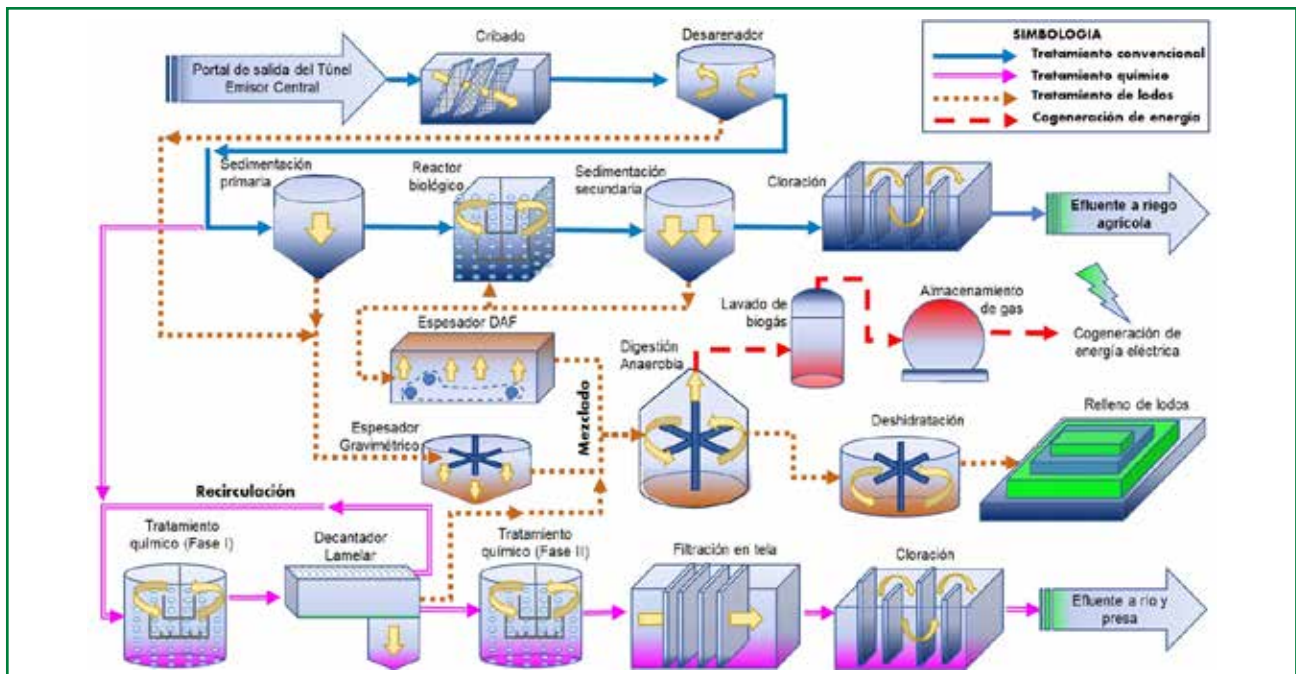 Portal de salida del Túnel
Emisor Central
Cribado
Desarenador
SIMBOLOGIA
Tratamiento convencional
Tratamiento químico
Tratamiento de lodos
Cogeneración de energía
Sedimentación
primaria
Reactor
biológico
Sedimentación
secundaria
Cloración
Efluente a riego
agrícola
Espesador DAF
Digestión
Anaerobia
Lavado de
biogás
Almacenamiento
de gas
Cogeneración de
energía eléctrica
Espesador
Gravimétrico
Mezclado
Deshidratación
Relleno de lodos
Recirculación
Tratamiento
químico (Fase I)
Decantador
Lamelar
Tratamiento
químico (Fase II)
Filtración en tela
Cloración
Efluente a río y
presa